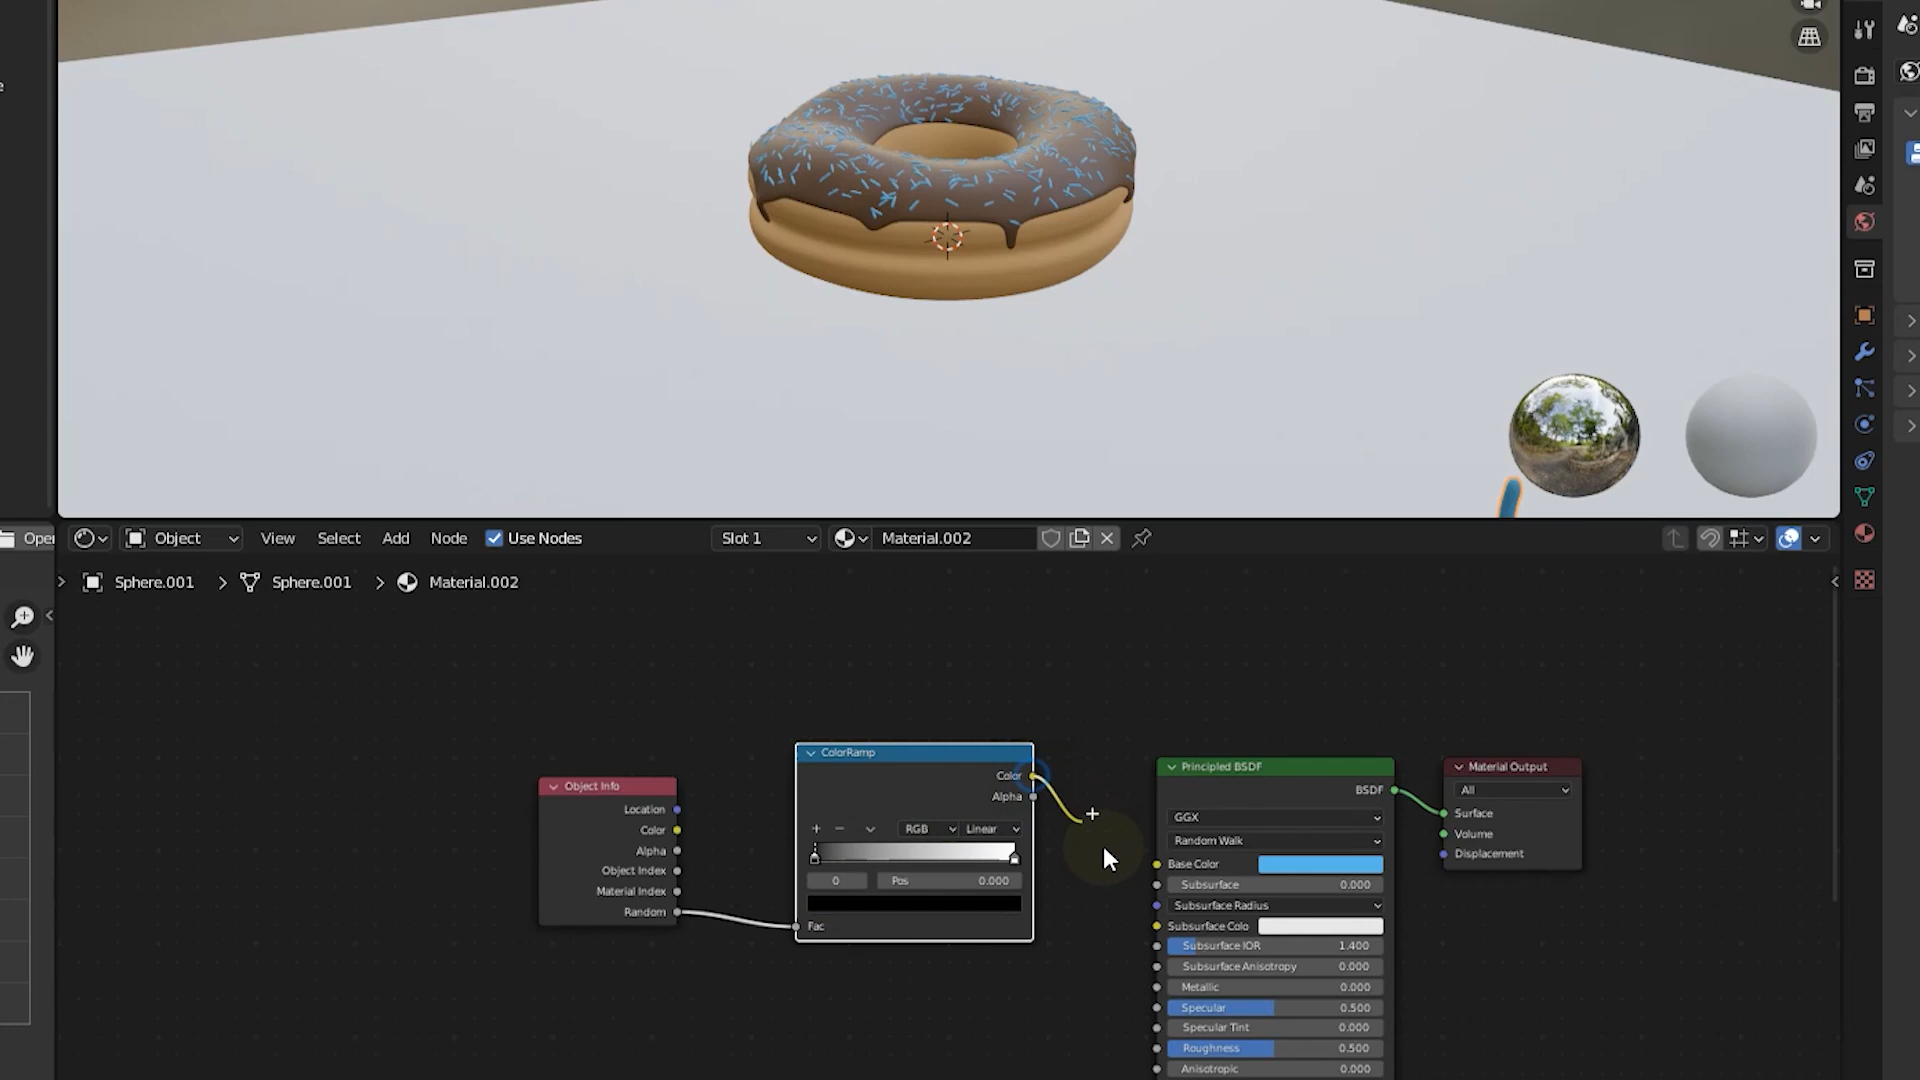 e
Open
Object
View
Select
Add
Node
Use Nodes
Slot 1
Material.002
Sphere.001
Sphere.001
Material.002
Object Info
Location
Color
Alpha
Object Index
Material Index
Random
ColorRamp
Color
Alpha
RGB
Linear
0
Pos 0.000
Fac
Principled BSDF
BSDF
GGX
Random Walk
Base Color
Subsurface 0.000
Subsurface Radius
Subsurface Colo
Subsurface IOR 1.400
Subsurface Anisotropy 0.000
Metallic 0.000
Specular 0.500
Specular Tint 0.000
Roughness 0.500
Anisotropic 0.000
Material Output
All
Surface
Volume
Displacement